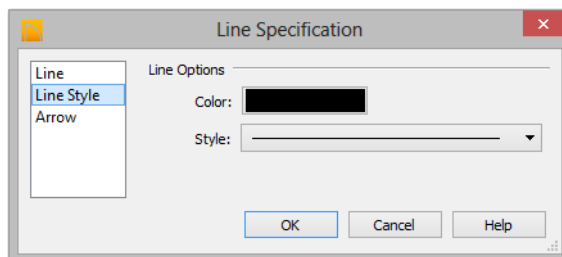 Line Specification
Line
Line Style
Arrow
Line Options
Color:
Style:
OK
Cancel
Help